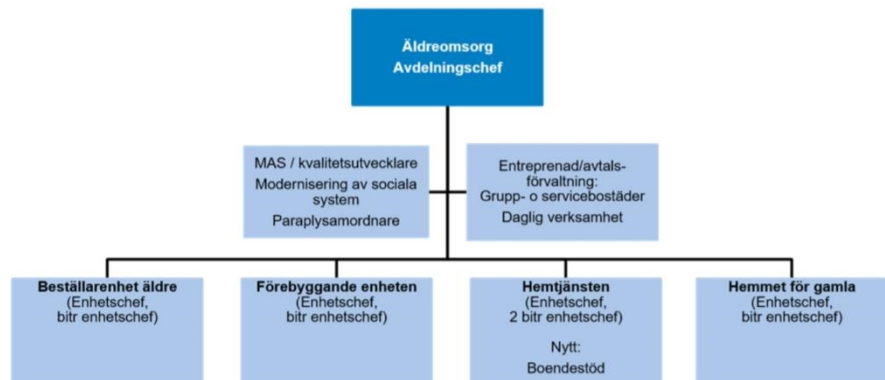 Äldreomsorg
Avdelningschef
MAS / kvalitetsutvecklare
Modernisering av sociala
system
Paraplysamordnare
Entreprenad/avtals-
förvaltning:
Grupp- o servicebostäder
Daglig verksamhet
Beställarenhet äldre
(Enhetschef,
bitr enhetschef)
Förebyggande enheten
(Enhetschef,
bitr enhetschef)
Hemtjänsten
(Enhetschef,
2 bitr enhetschef)
Nytt:
Boendestöd
Hemmet för gamla
(Enhetschef,
bitr enhetschef)